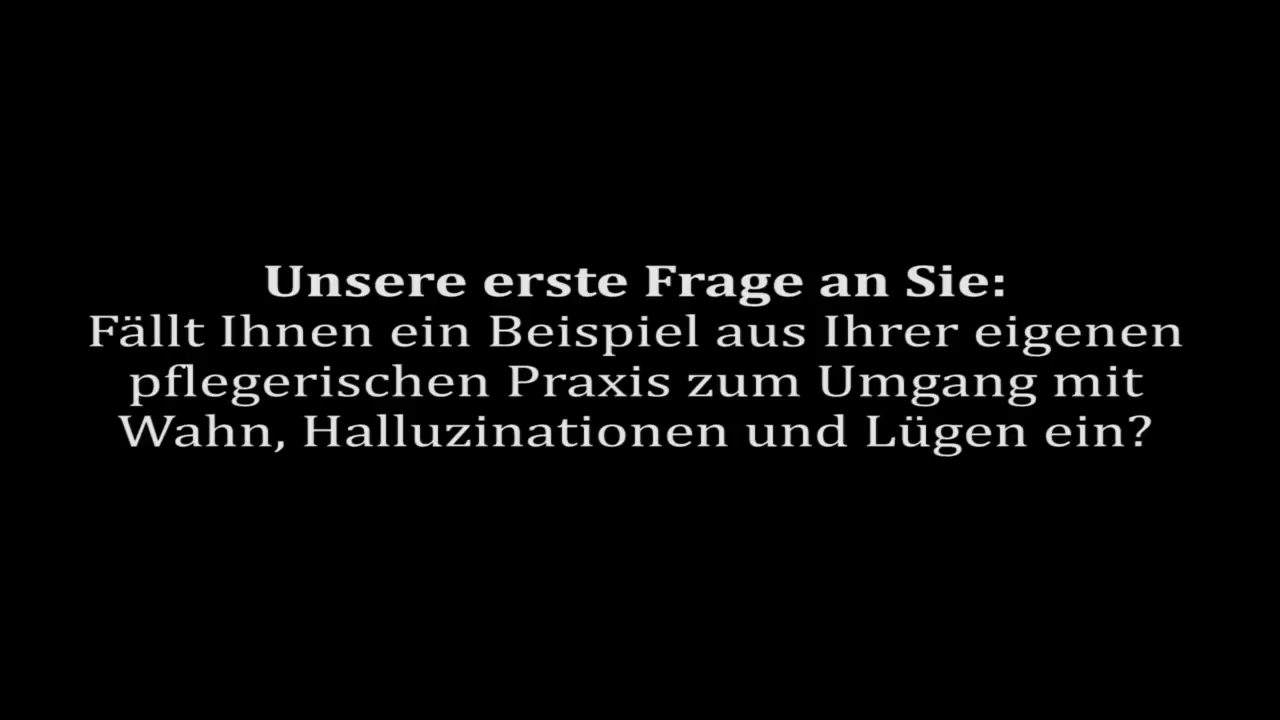 Unsere erste Frage an Sie:
Fällt Ihnen ein Beispiel aus Ihrer eigenen
pflegerischen Praxis zum Umgang mit
Wahn, Halluzinationen und Lügen ein?